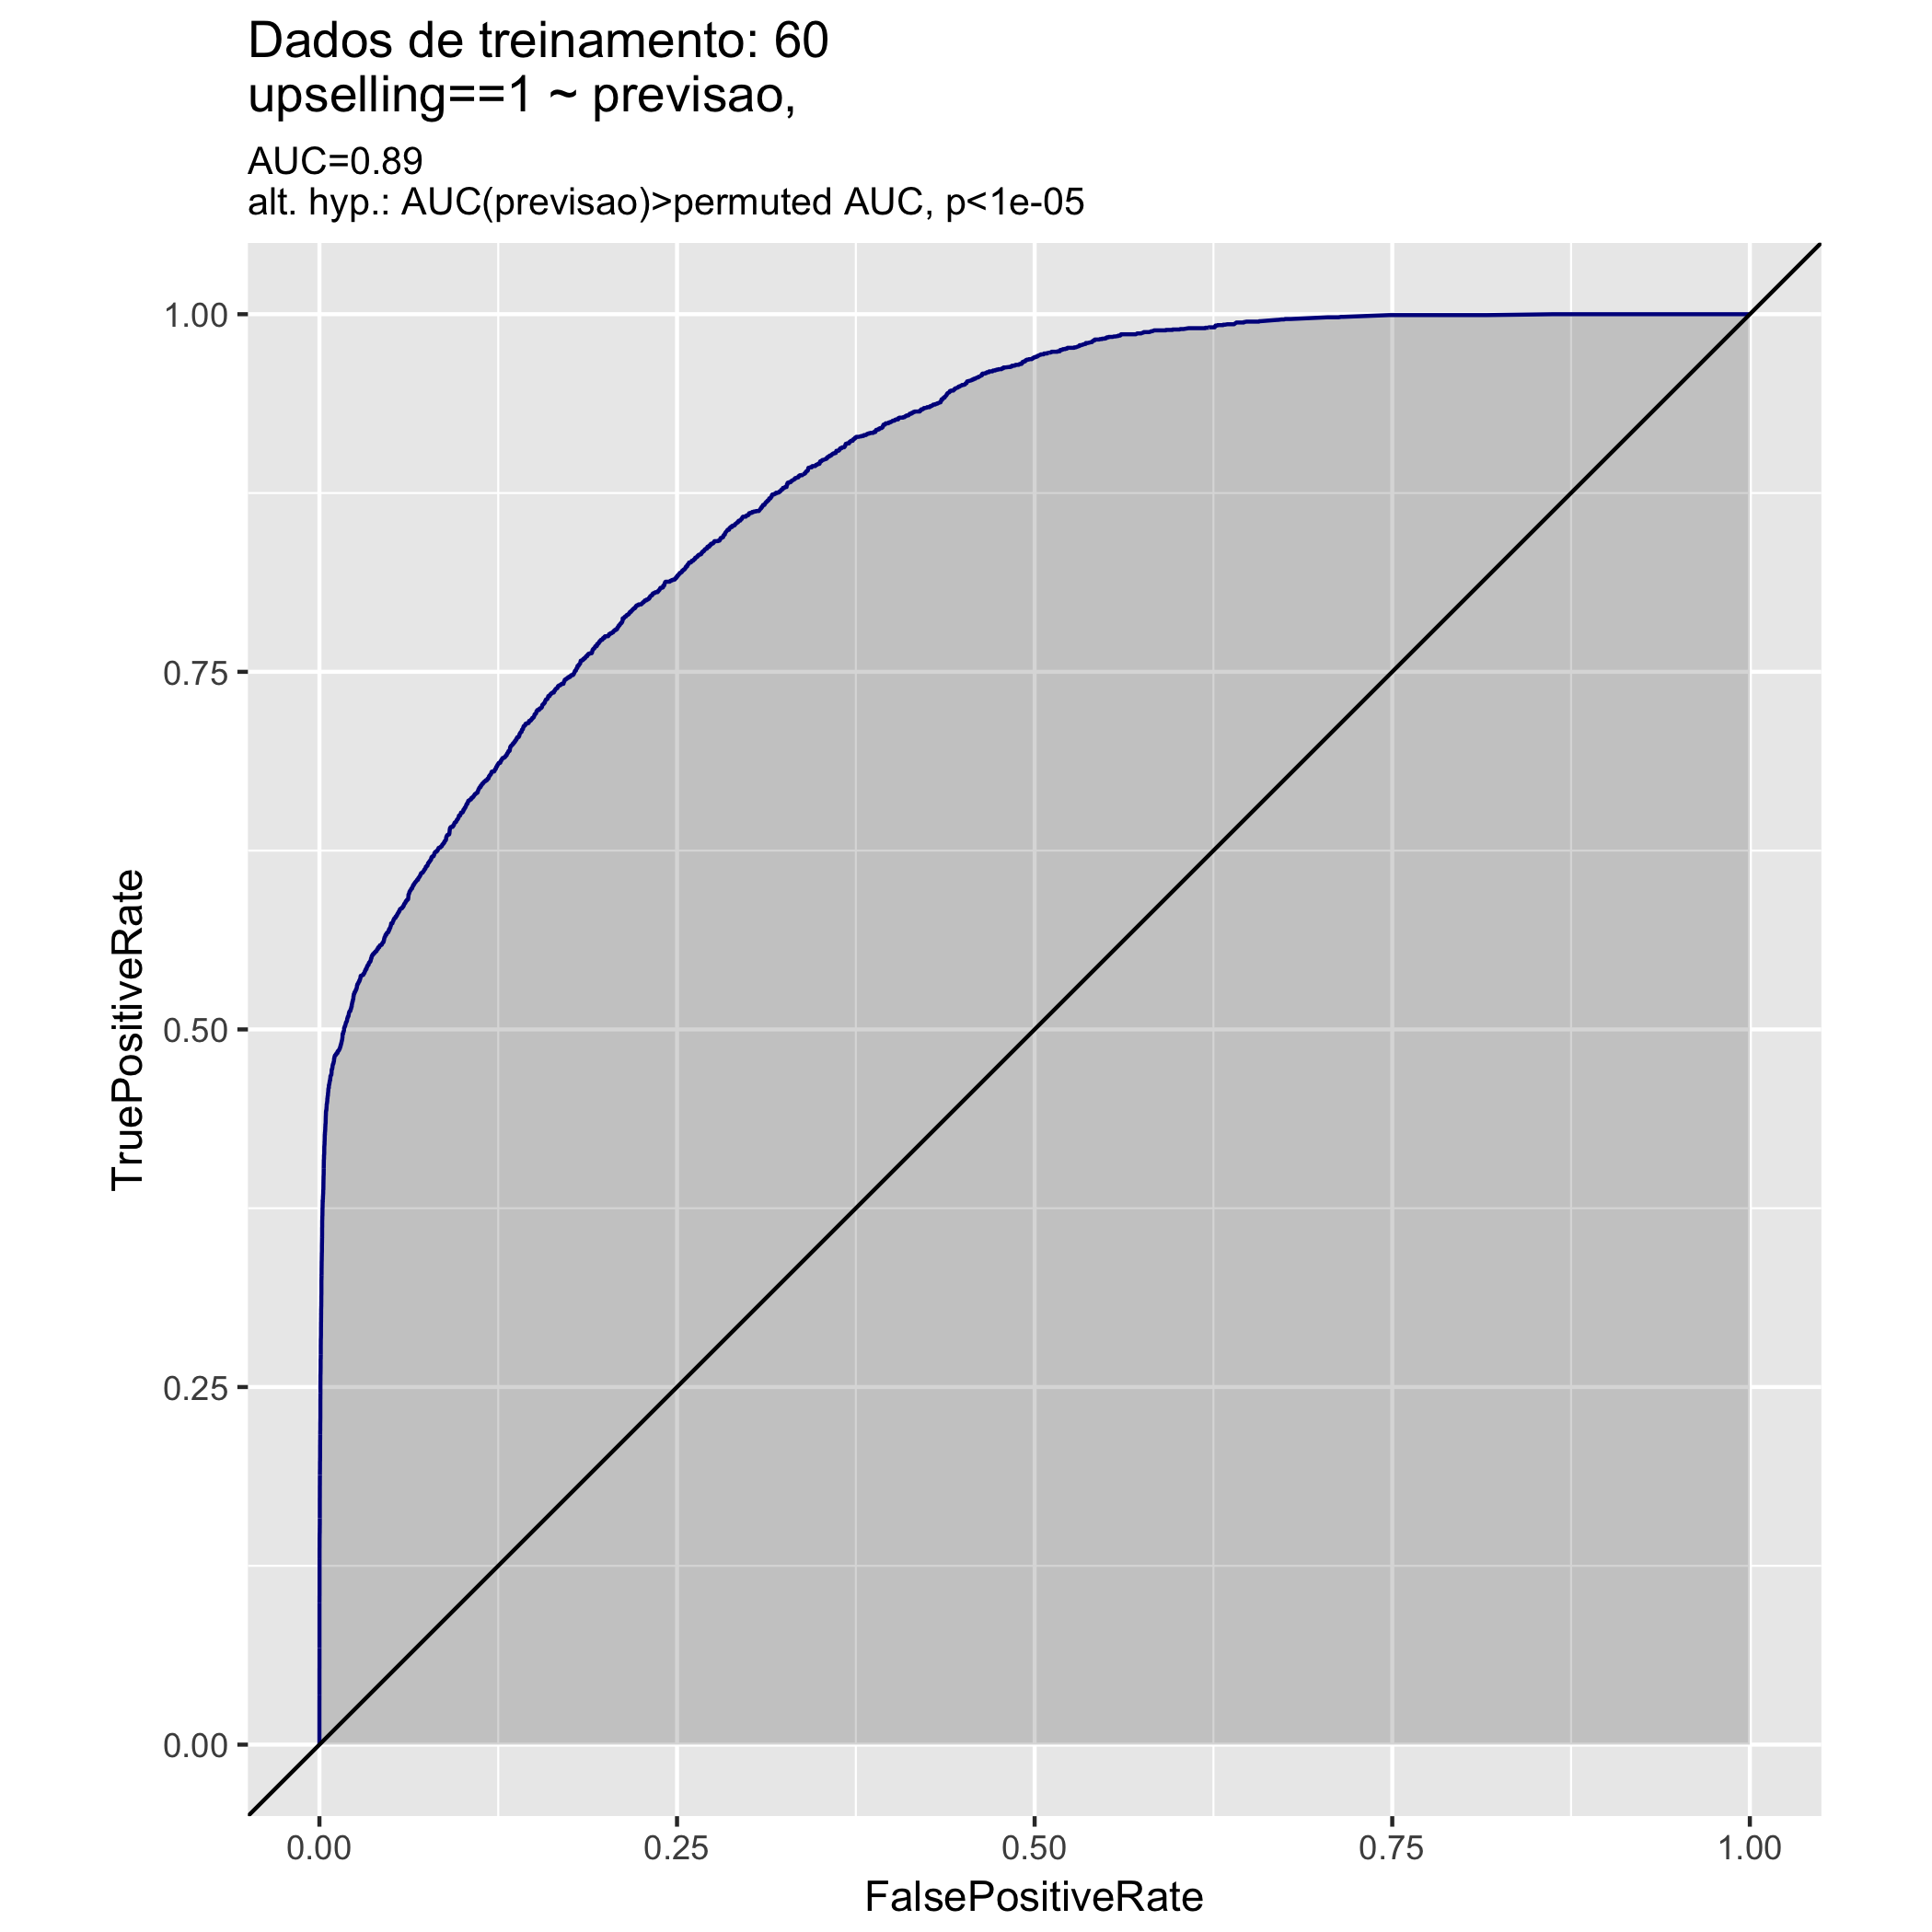 Dados de treinamento: 60
upselling==1 ~ previsao,
AUC=0.89
alt. hyp.: AUC(previsao)>permuted AUC, p<1e-05
TruePositiveRate
1.00
0.75
0.50
0.25
0.00
0.00
0.25
0.50
0.75
1.00
FalsePositiveRate